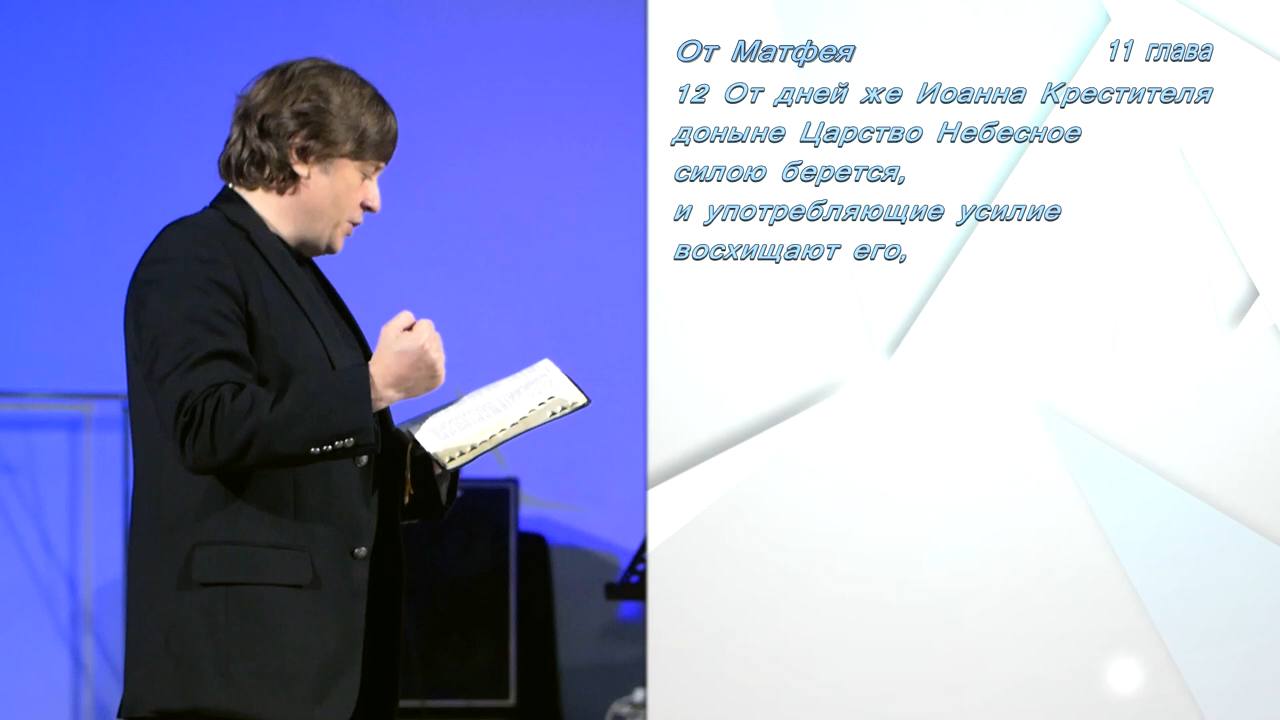 От Матфея 11 глава
12 От дней же Иоанна Крестителя
доныне Царство Небесное
силою берется,
и употребляющие усилие
восхищают его,